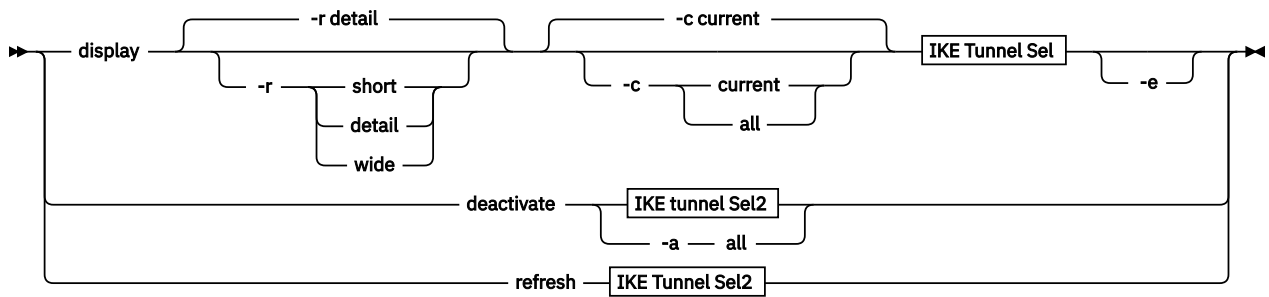 -r detail -c current
display IKE Tunnel Sel
-r short -c current -e
detail all
wide
deactivate IKE tunnel Sel2
-a all
refresh IKE Tunnel Sel2